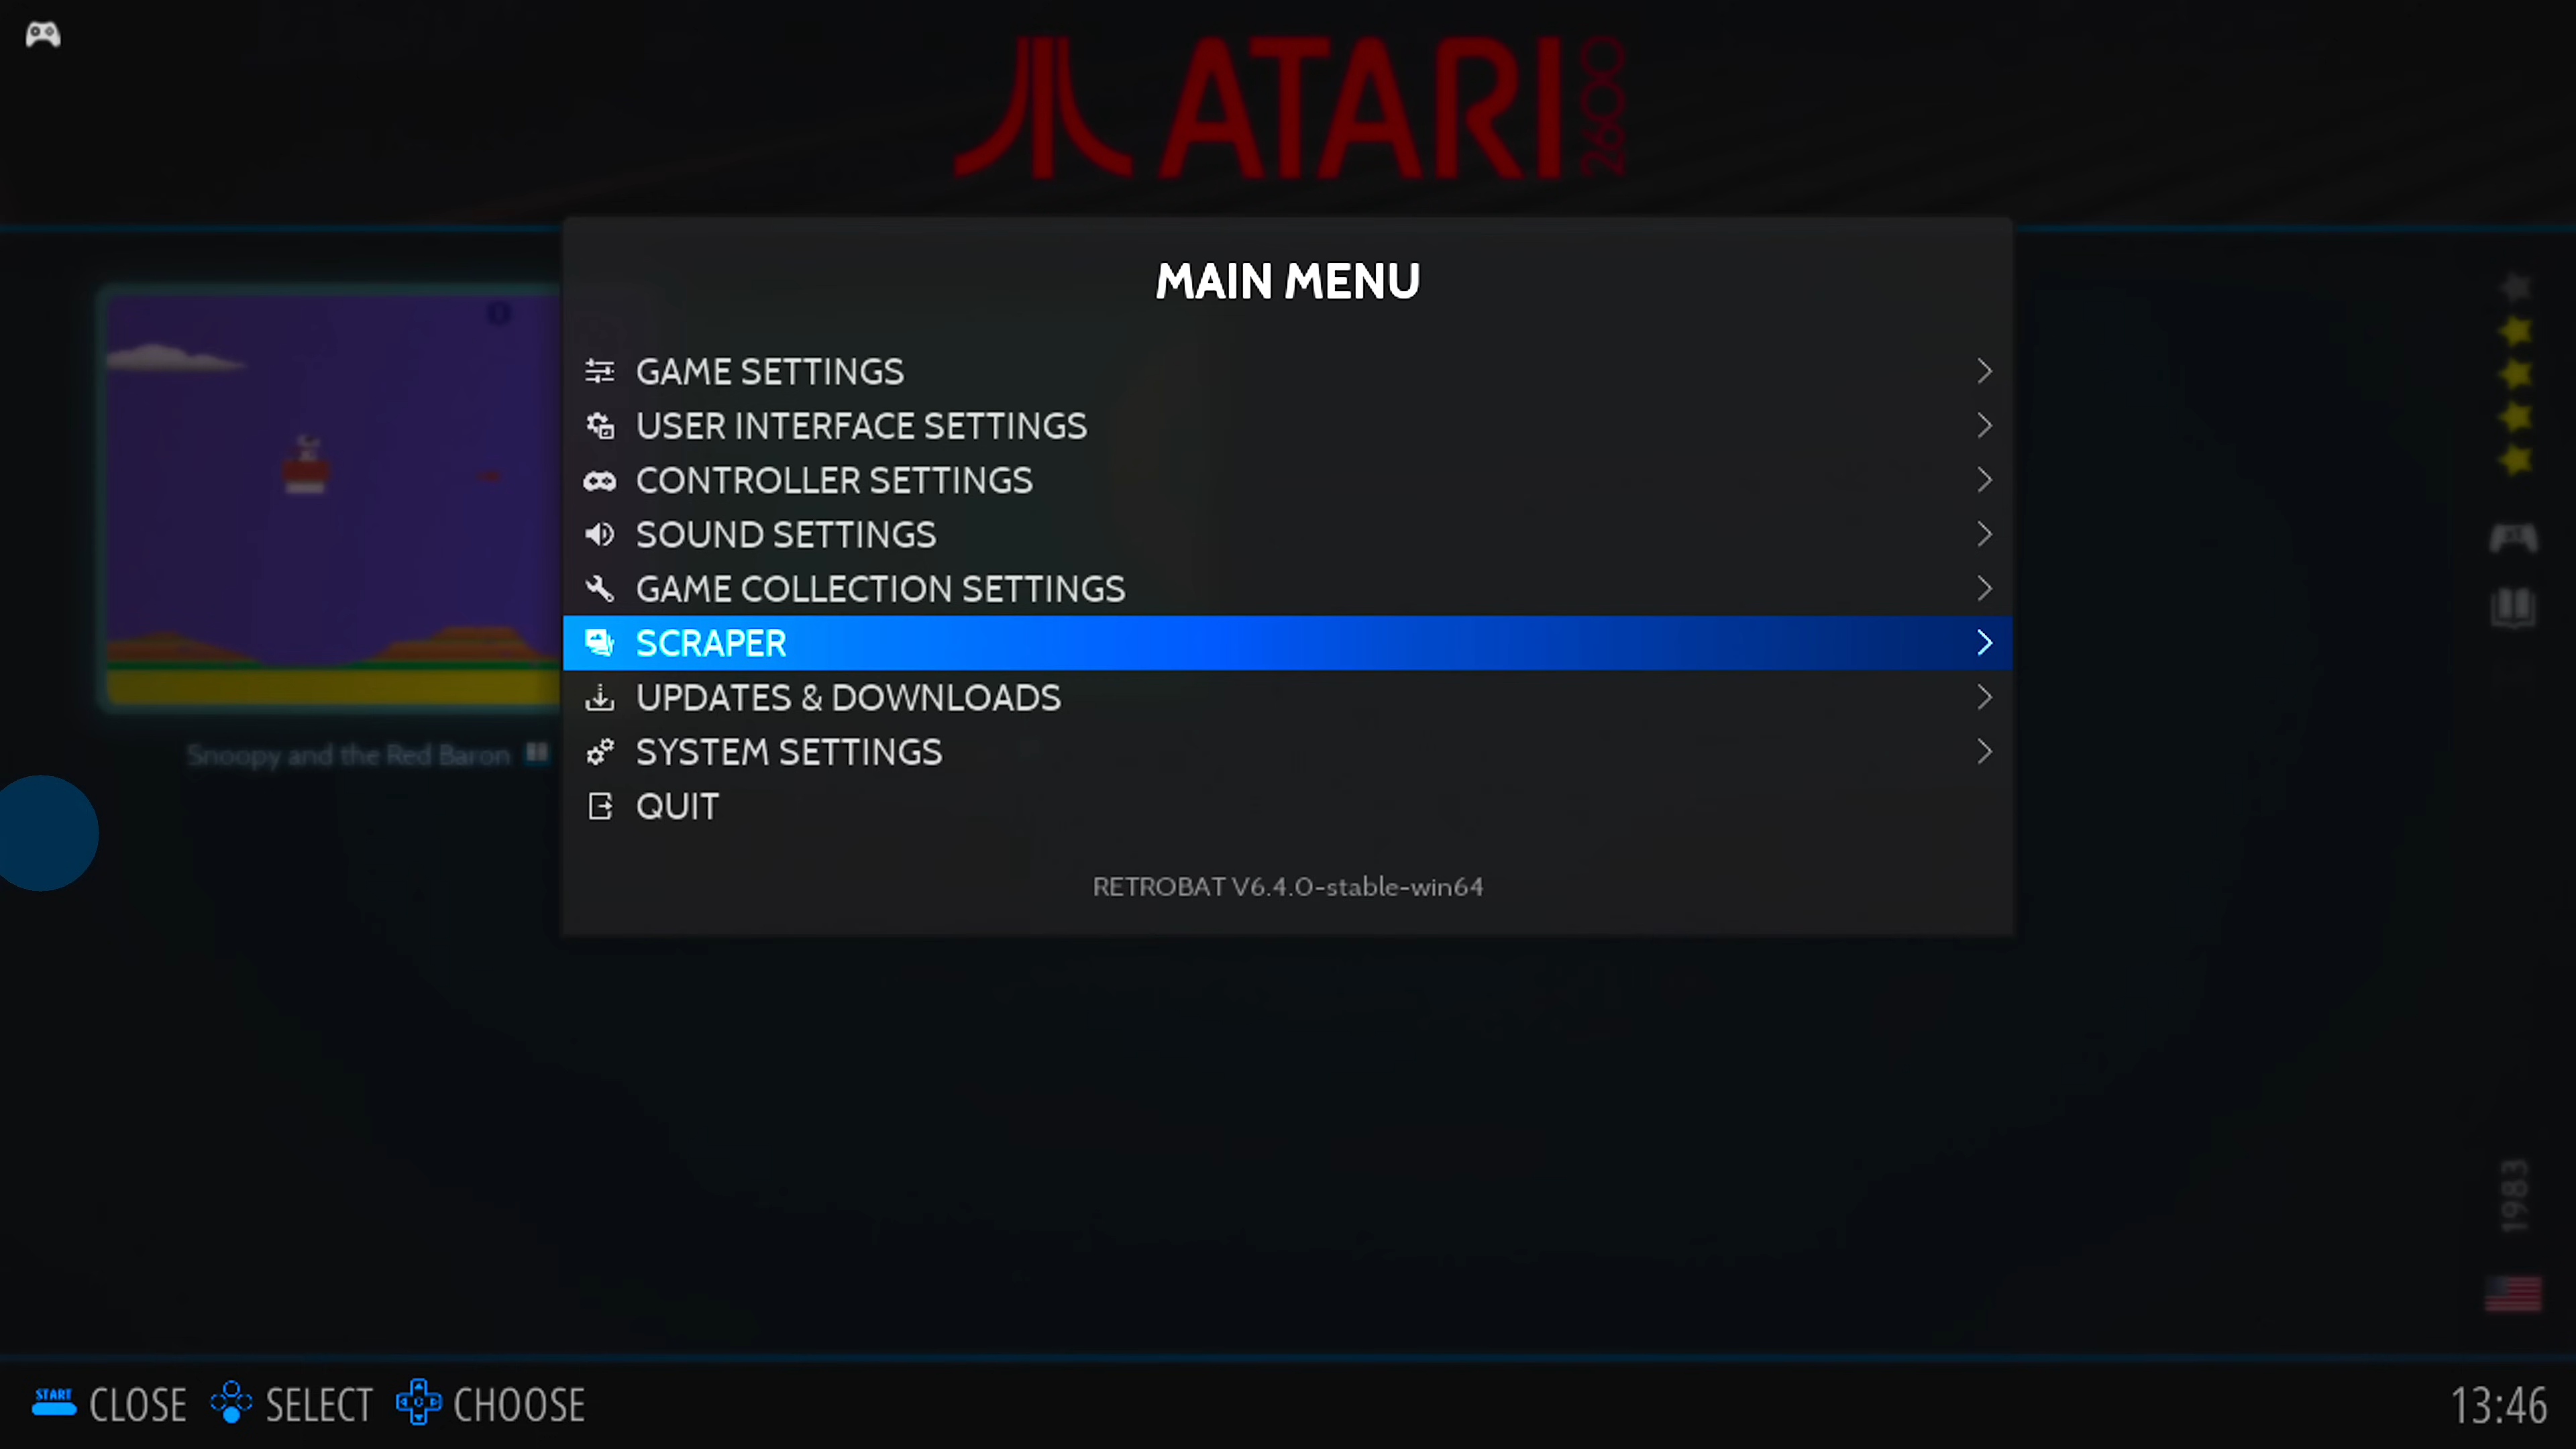 ATARI 2600
MAIN MENU
GAME SETTINGS
USER INTERFACE SETTINGS
CONTROLLER SETTINGS
SOUND SETTINGS
GAME COLLECTION SETTINGS
SCRAPER
UPDATES & DOWNLOADS
SYSTEM SETTINGS
QUIT
RETROBAT V6.4.0-stable-win64
Snoopy and the Red Baron
1983
START CLOSE SELECT CHOOSE
13:46